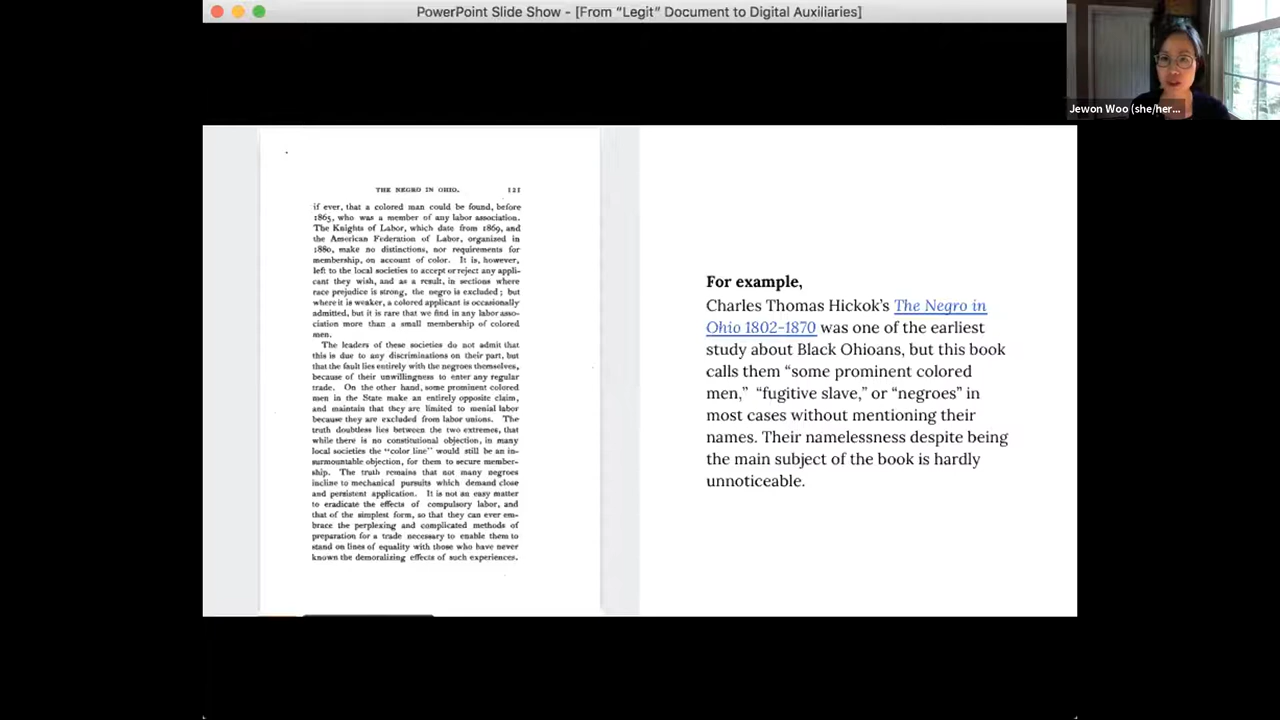 PowerPoint Slide Show - [From “Legit” Document to Digital Auxiliaries]
Jewon Woo (she/her...
THE NEGRO IN OHIO. 121
if ever, that a colored man could be found, before
1865, who was a member of any labor association.
The Knights of Labor, which date from 1869, and
the American Federation of Labor, organized in
1880, make no distinctions, nor requirements for
membership, on account of color. It is, however,
left to the local societies to accept or reject any appli-
cant they wish, and as a result, in sections where
race prejudice is strong, the negro is excluded; but
where it is weaker, a colored applicant is occasionally
admitted, but it is rare that we find in any labor asso-
ciation more than a small membership of colored
men.
The leaders of these societies do not admit that
this is due to any discriminations on their part, but
that the fault lies entirely with the negroes themselves,
because of their unwillingness to enter any regular
trade. On the other hand, some prominent colored
men in the State make an entirely opposite claim,
and maintain that they are limited to menial labor
because they are excluded from labor unions. The
truth doubtless lies between the two extremes, that
while there is no constitutional objection, in many
local societies the “color line” would still be an in-
surmountable objection, for them to secure member-
ship. The truth remains that not many negroes
incline to mechanical pursuits which demand close
and persistent application. It is not an easy matter
to eradicate the effects of compulsory labor, and
that of the simplest form, so that they can ever em-
brace the perplexing and complicated methods of
preparation for a trade necessary to enable them to
stand on lines of equality with those who have never
known the demoralizing effects of such experiences.
For example,
Charles Thomas Hickok’s The Negro in
Ohio 1802-1870 was one of the earliest
study about Black Ohioans, but this book
calls them “some prominent colored
men,” “fugitive slave,” or “negroes” in
most cases without mentioning their
names. Their namelessness despite being
the main subject of the book is hardly
unnoticeable.